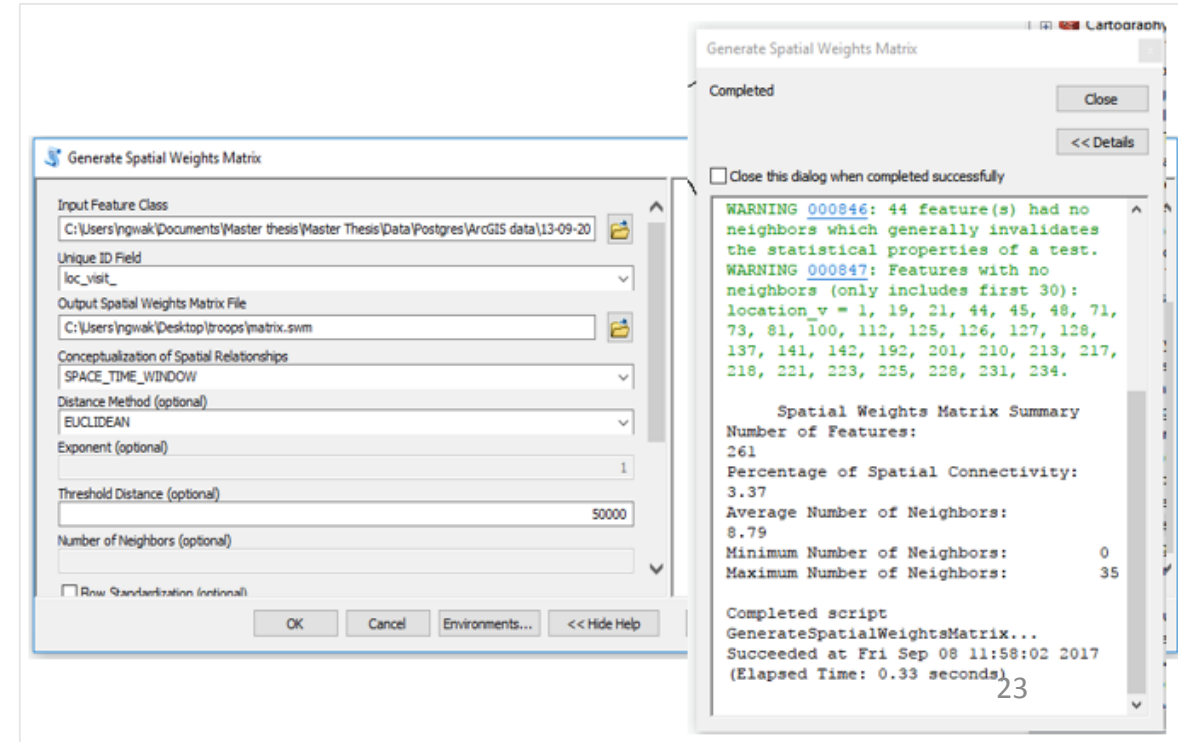 Cartography
Generate Spatial Weights Matrix
Completed
Close
<< Details
Close this dialog when completed successfully
WARNING 000846: 44 feature(s) had no
neighbors which generally invalidates
the statistical properties of a test.
WARNING 000847: Features with no
neighbors (only includes first 30):
location_v = 1, 19, 21, 44, 45, 48, 71,
73, 81, 100, 112, 125, 126, 127, 128,
137, 141, 142, 192, 201, 210, 213, 217,
218, 221, 223, 225, 228, 231, 234.
Spatial Weights Matrix Summary
Number of Features:
261
Percentage of Spatial Connectivity:
3.37
Average Number of Neighbors:
8.79
Minimum Number of Neighbors: 0
Maximum Number of Neighbors: 35
Completed script
GenerateSpatialWeightsMatrix...
Succeeded at Fri Sep 08 11:58:02 2017
(Elapsed Time: 0.33 seconds)
23
Generate Spatial Weights Matrix
Input Feature Class
C:\Users\ngwak\Documents\Master thesis\Master Thesis\Data\Postgres\ArcGIS data\13-09-20
Unique ID Field
loc_visit_
Output Spatial Weights Matrix File
C:\Users\ngwak\Desktop\troops\matrix.swm
Conceptualization of Spatial Relationships
SPACE_TIME_WINDOW
Distance Method (optional)
EUCLIDEAN
Exponent (optional)
1
Threshold Distance (optional)
50000
Number of Neighbors (optional)
Row Standardization (optional)
OK Cancel Environments... << Hide Help